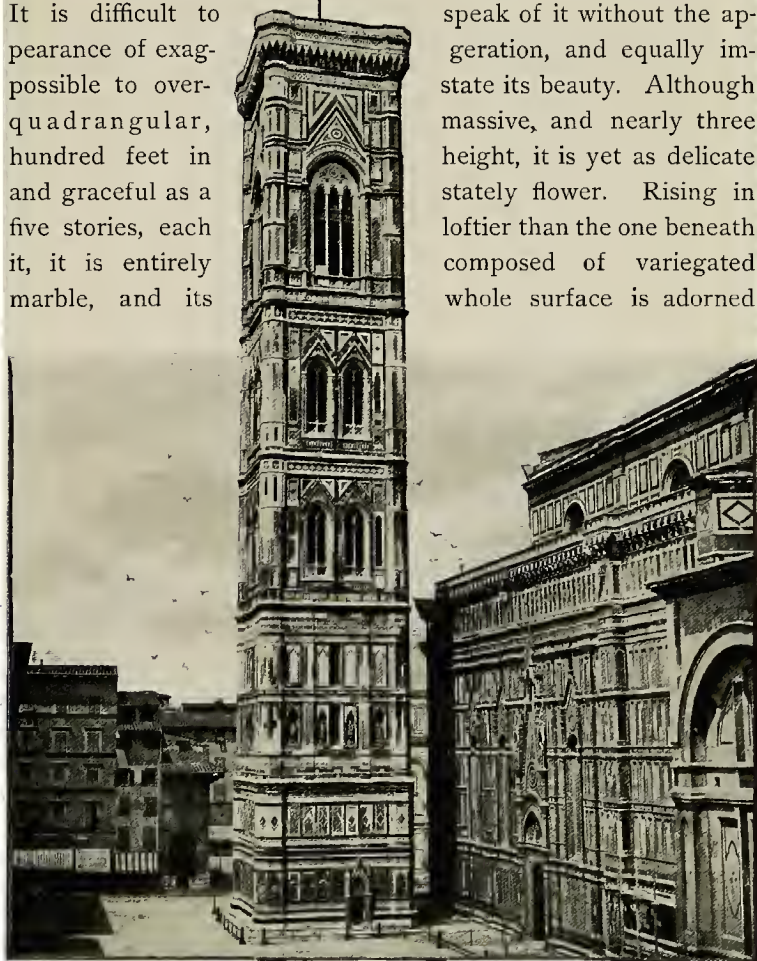 It is difficult to speak of it without the ap-
pearance of exag- geration, and equally im-
possible to over- state its beauty. Although
quadrangular, massive, and nearly three
hundred feet in height, it is yet as delicate
and graceful as a stately flower. Rising in
five stories, each loftier than the one beneath
it, it is entirely composed of variegated
marble, and its whole surface is adorned